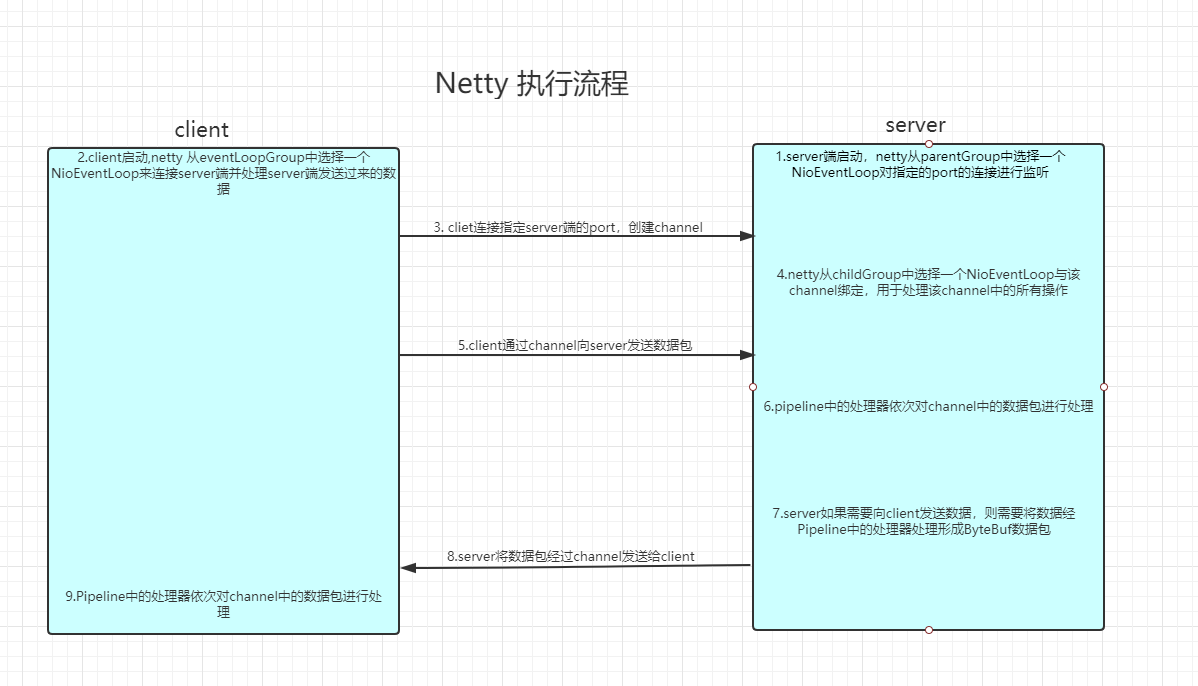 Netty 执行流程
client
server
2.client启动,netty 从eventLoopGroup中选择一个
NioEventLoop来连接server端并处理server端发送过来的数
据
1.server端启动，netty从parentGroup中选择一个
NioEventLoop对指定的port的连接进行监听
3. cliet连接指定server端的port，创建channel
4.netty从childGroup中选择一个NioEventLoop与该
channel绑定，用于处理该channel中的所有操作
5.client通过channel向server发送数据包
6.pipeline中的处理器依次对channel中的数据包进行处理
7.server如果需要向client发送数据，则需要将数据经
Pipeline中的处理器处理形成ByteBuf数据包
8.server将数据包经过channel发送给client
9.Pipeline中的处理器依次对channel中的数据包进行处
理